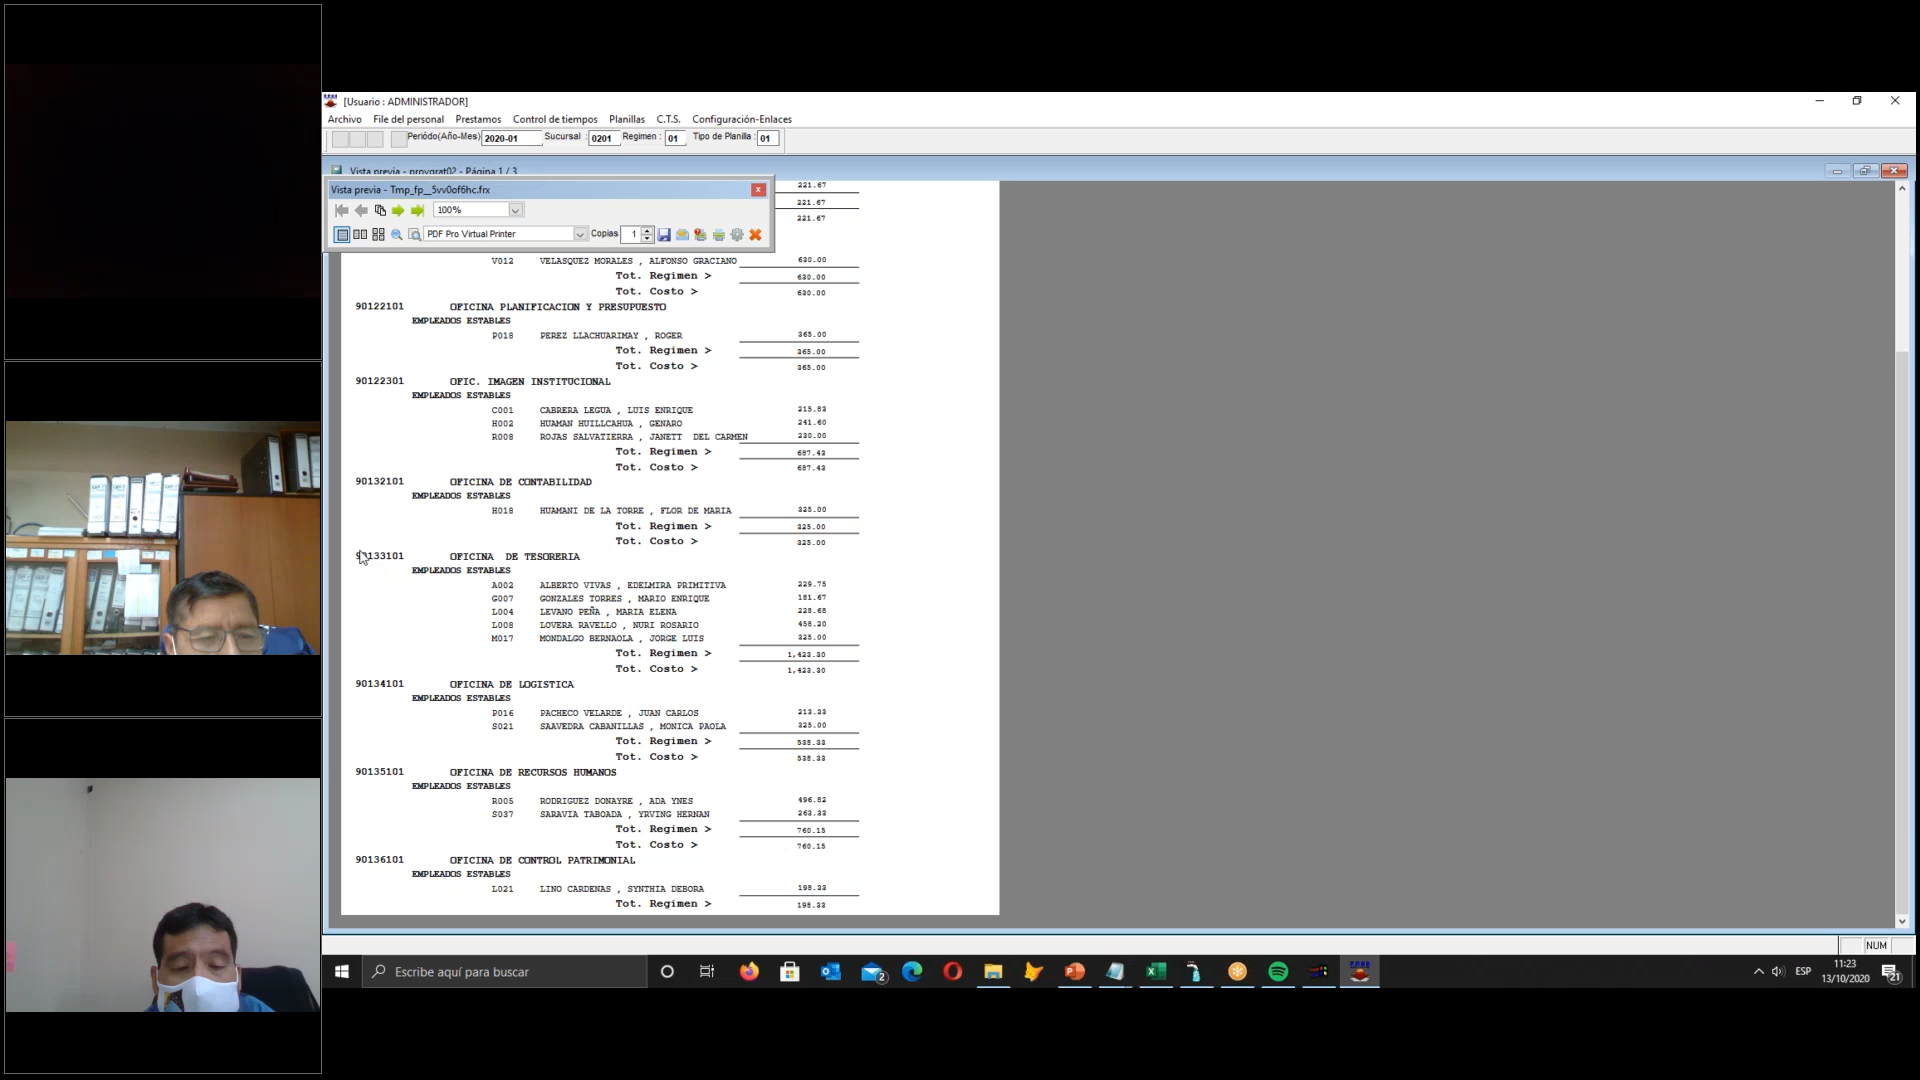 [Usuario : ADMINISTRADOR]
Archivo File del personal Prestamos Control de tiempos Planillas C.T.S. Configuración-Enlaces
Periódo(Año-Mes) 2020-01 Sucursal : 0201 Regimen : 01 Tipo de Planilla : 01
Vista previa - provgrat02 - Página 1 / 3
Vista previa - Tmp_fp__5vv0of6hc.frx
100%
PDF Pro Virtual Printer Copias 1
221.67
221.67
221.67
V012 VELASQUEZ MORALES , ALFONSO GRACIANO 630.00
Tot. Regimen > 630.00
Tot. Costo > 630.00
90122101 OFICINA PLANIFICACION Y PRESUPUESTO
EMPLEADOS ESTABLES
P018 PEREZ LLACHUARIMAY , ROGER 365.00
Tot. Regimen > 365.00
Tot. Costo > 365.00
90122301 OFIC. IMAGEN INSTITUCIONAL
EMPLEADOS ESTABLES
C001 CABRERA LEGUA , LUIS ENRIQUE 215.83
H002 HUAMAN HUILLCAHUA , GENARO 241.60
R008 ROJAS SALVATIERRA , JANETT DEL CARMEN 230.00
Tot. Regimen > 687.43
Tot. Costo > 687.43
90132101 OFICINA DE CONTABILIDAD
EMPLEADOS ESTABLES
H018 HUAMANI DE LA TORRE , FLOR DE MARIA 325.00
Tot. Regimen > 325.00
Tot. Costo > 325.00
90133101 OFICINA DE TESORERIA
EMPLEADOS ESTABLES
A002 ALBERTO VIVAS , EDELMIRA PRIMITIVA 229.75
G007 GONZALES TORRES , MARIO ENRIQUE 181.67
L004 LEVANO PEÑA , MARIA ELENA 228.68
L008 LOVERA RAVELLO , NURI ROSARIO 458.20
M017 MONDALGO BERNAOLA , JORGE LUIS 325.00
Tot. Regimen > 1,423.30
Tot. Costo > 1,423.30
90134101 OFICINA DE LOGISTICA
EMPLEADOS ESTABLES
P016 PACHECO VELARDE , JUAN CARLOS 213.33
S021 SAAVEDRA CABANILLAS , MONICA PAOLA 325.00
Tot. Regimen > 538.33
Tot. Costo > 538.33
90135101 OFICINA DE RECURSOS HUMANOS
EMPLEADOS ESTABLES
R005 RODRIGUEZ DONAYRE , ADA YNES 496.82
S037 SARAVIA TABOADA , YRVING HERNAN 263.33
Tot. Regimen > 760.15
Tot. Costo > 760.15
90136101 OFICINA DE CONTROL PATRIMONIAL
EMPLEADOS ESTABLES
L021 LINO CARDENAS , SYNTHIA DEBORA 198.33
Tot. Regimen > 198.33
NUM
Escribe aquí para buscar
2
ESP
11:23
13/10/2020
21